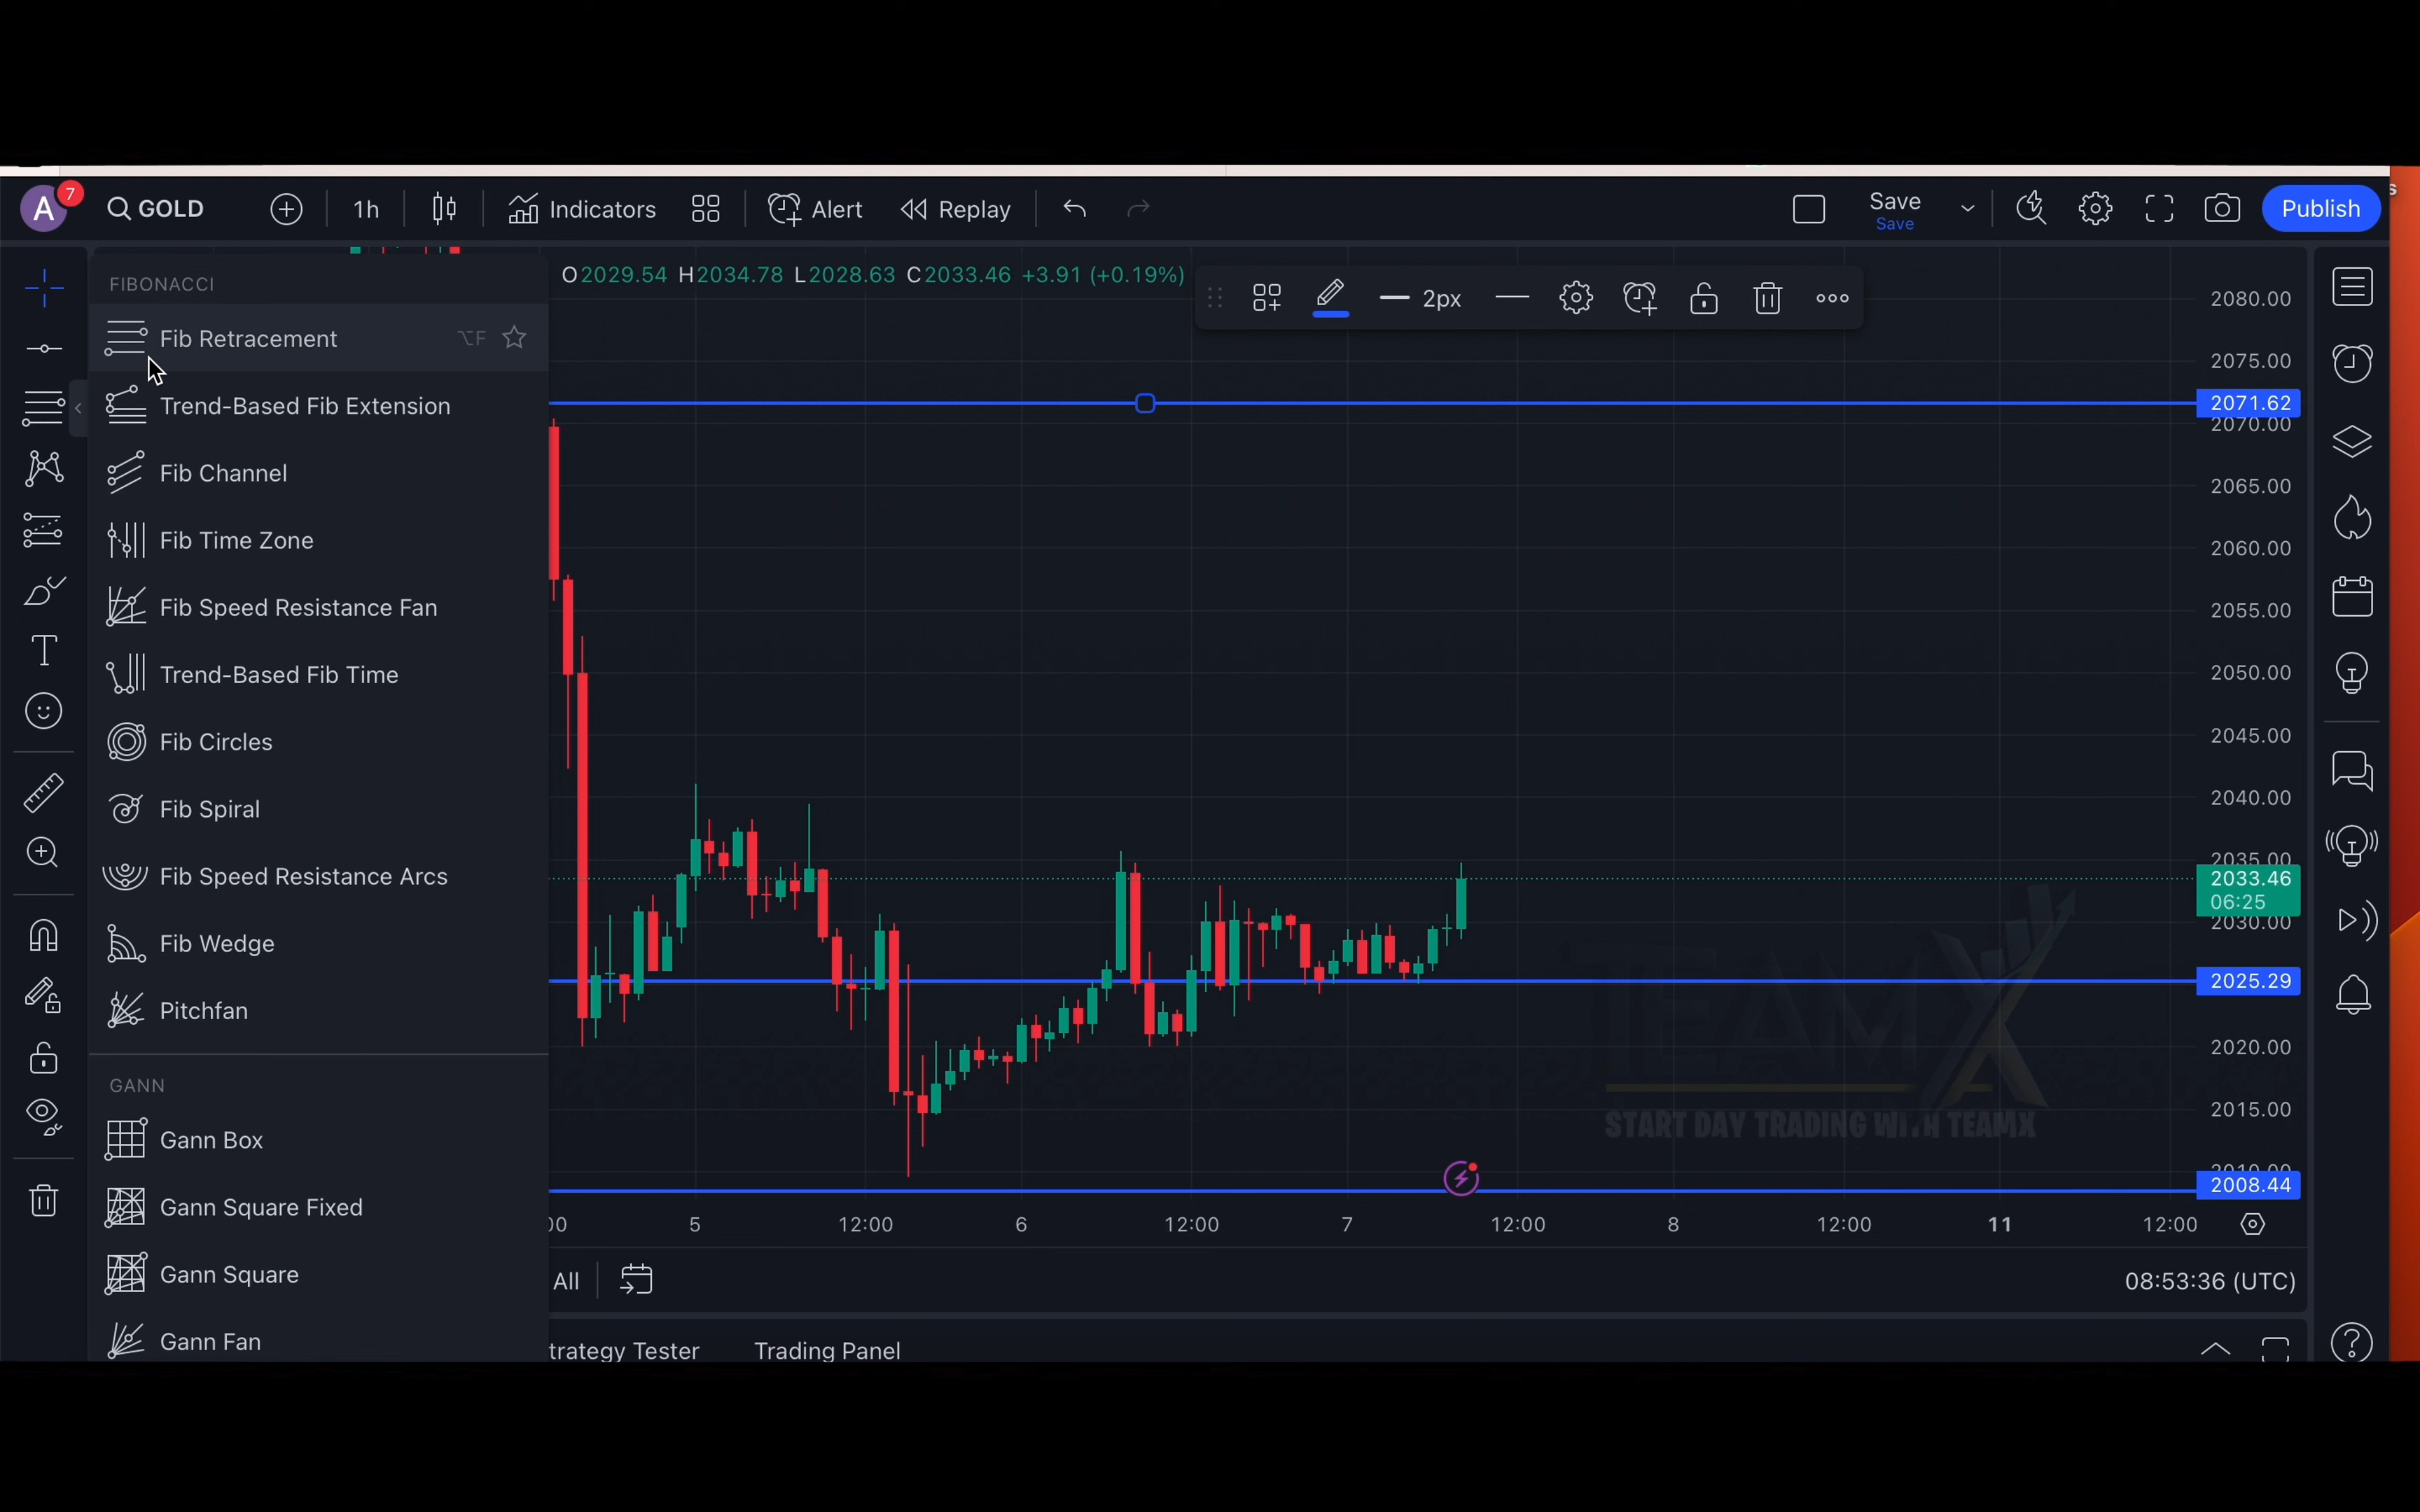 A 7 GOLD 1h Indicators Alert Replay Save Publish
Save
s
FIBONACCI
O2029.54 H2034.78 L2028.63 C2033.46 +3.91 (+0.19%)
2px
Fib Retracement ⌥F
Trend-Based Fib Extension
Fib Channel
Fib Time Zone
Fib Speed Resistance Fan
Trend-Based Fib Time
Fib Circles
Fib Spiral
Fib Speed Resistance Arcs
Fib Wedge
Pitchfan
GANN
Gann Box
Gann Square Fixed
Gann Square
Gann Fan
2080.00
2075.00
2071.62
2070.00
2065.00
2060.00
2055.00
2050.00
2045.00
2040.00
2035.00
2033.46
06:25
2030.00
2025.29
2020.00
2015.00
2010.00
2008.44
TEAMX
START DAY TRADING WITH TEAMX
00 5 12:00 6 12:00 7 12:00 8 12:00 11 12:00
All
08:53:36 (UTC)
trategy Tester Trading Panel